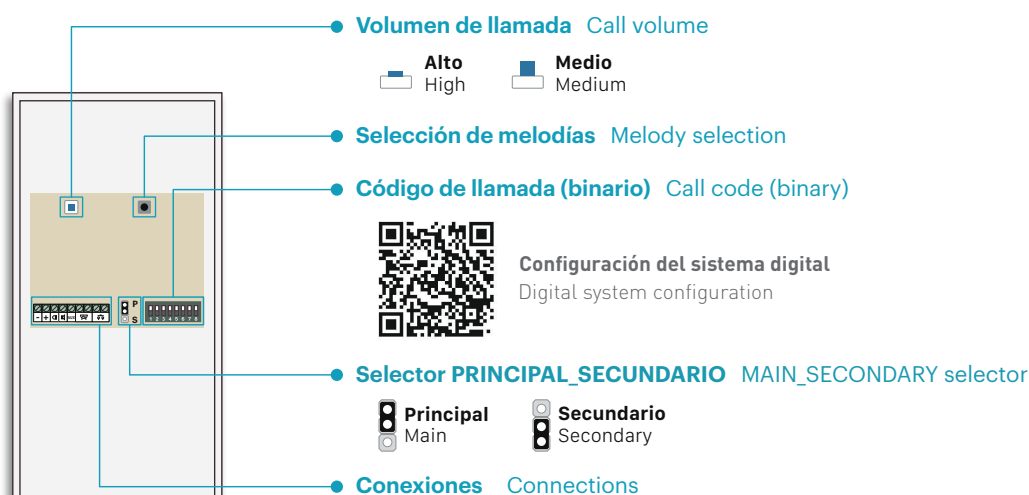 Volumen de llamada Call volume
Alto Medio
High Medium
Selección de melodías Melody selection
Código de llamada (binario) Call code (binary)
Configuración del sistema digital
Digital system configuration
P
S
- +
1 2 3 4 5 6 7 8
Selector PRINCIPAL_SECUNDARIO MAIN_SECONDARY selector
Principal Secundario
Main Secondary
Conexiones Connections